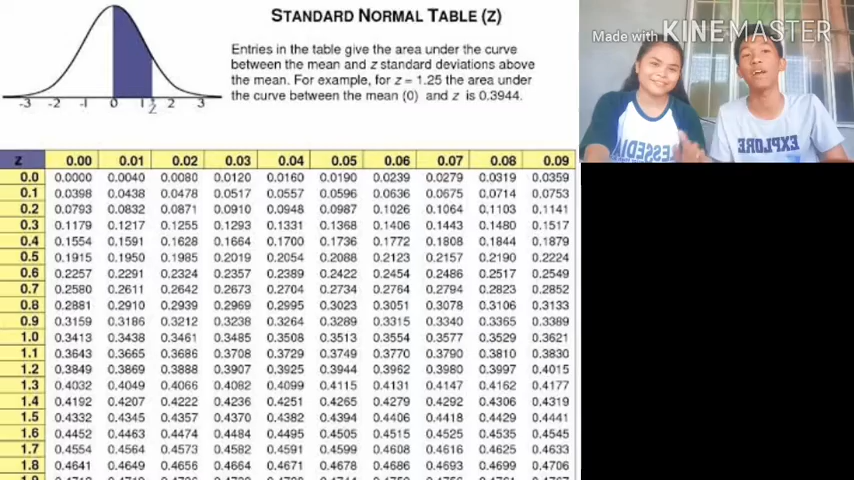 STANDARD NORMAL TABLE (Z)
Entries in the table give the area under the curve
between the mean and z standard deviations above
the mean. For example, for z = 1.25 the area under
the curve between the mean (0) and z is 0.3944.
-3 -2 -1 0 1 z 2 3
z 0.00 0.01 0.02 0.03 0.04 0.05 0.06 0.07 0.08 0.09
0.0 0.0000 0.0040 0.0080 0.0120 0.0160 0.0190 0.0239 0.0279 0.0319 0.0359
0.1 0.0398 0.0438 0.0478 0.0517 0.0557 0.0596 0.0636 0.0675 0.0714 0.0753
0.2 0.0793 0.0832 0.0871 0.0910 0.0948 0.0987 0.1026 0.1064 0.1103 0.1141
0.3 0.1179 0.1217 0.1255 0.1293 0.1331 0.1368 0.1406 0.1443 0.1480 0.1517
0.4 0.1554 0.1591 0.1628 0.1664 0.1700 0.1736 0.1772 0.1808 0.1844 0.1879
0.5 0.1915 0.1950 0.1985 0.2019 0.2054 0.2088 0.2123 0.2157 0.2190 0.2224
0.6 0.2257 0.2291 0.2324 0.2357 0.2389 0.2422 0.2454 0.2486 0.2517 0.2549
0.7 0.2580 0.2611 0.2642 0.2673 0.2704 0.2734 0.2764 0.2794 0.2823 0.2852
0.8 0.2881 0.2910 0.2939 0.2969 0.2995 0.3023 0.3051 0.3078 0.3106 0.3133
0.9 0.3159 0.3186 0.3212 0.3238 0.3264 0.3289 0.3315 0.3340 0.3365 0.3389
1.0 0.3413 0.3438 0.3461 0.3485 0.3508 0.3513 0.3554 0.3577 0.3529 0.3621
1.1 0.3643 0.3665 0.3686 0.3708 0.3729 0.3749 0.3770 0.3790 0.3810 0.3830
1.2 0.3849 0.3869 0.3888 0.3907 0.3925 0.3944 0.3962 0.3980 0.3997 0.4015
1.3 0.4032 0.4049 0.4066 0.4082 0.4099 0.4115 0.4131 0.4147 0.4162 0.4177
1.4 0.4192 0.4207 0.4222 0.4236 0.4251 0.4265 0.4279 0.4292 0.4306 0.4319
1.5 0.4332 0.4345 0.4357 0.4370 0.4382 0.4394 0.4406 0.4418 0.4429 0.4441
1.6 0.4452 0.4463 0.4474 0.4484 0.4495 0.4505 0.4515 0.4525 0.4535 0.4545
1.7 0.4554 0.4564 0.4573 0.4582 0.4591 0.4599 0.4608 0.4616 0.4625 0.4633
1.8 0.4641 0.4649 0.4656 0.4664 0.4671 0.4678 0.4686 0.4693 0.4699 0.4706
Made with KINEMASTER
EXPLORE